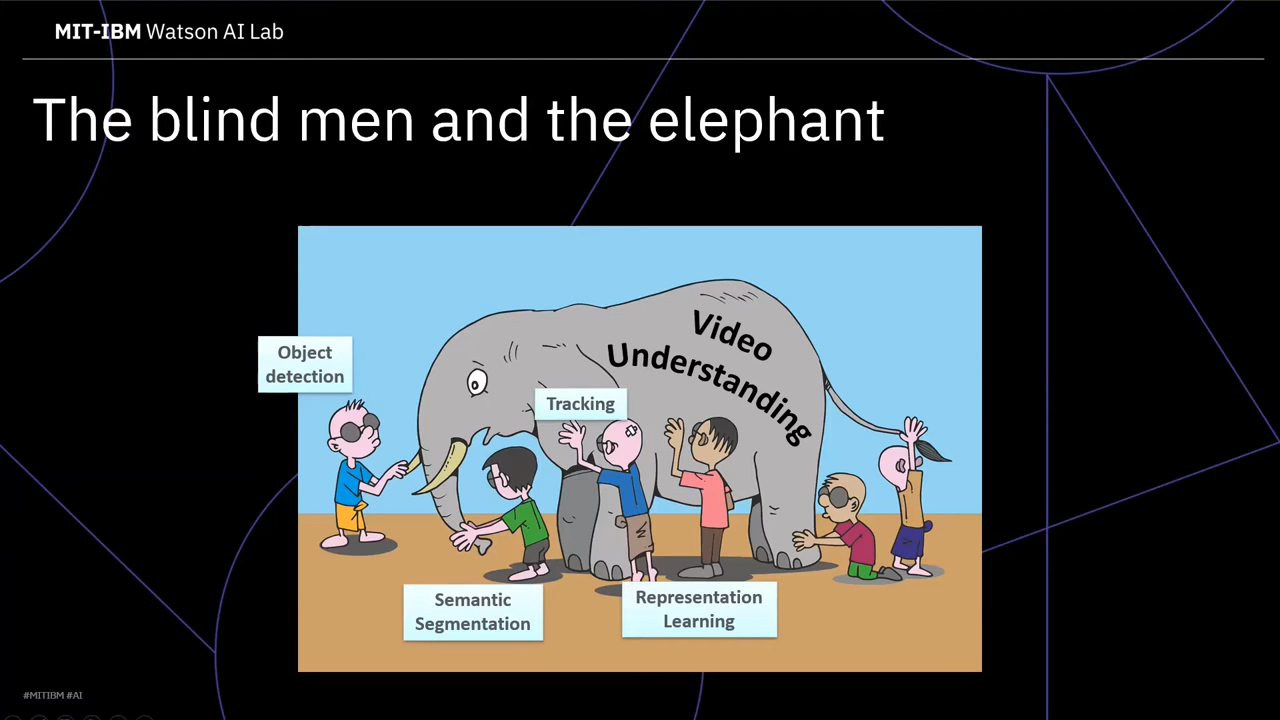 MIT-IBM Watson AI Lab
The blind men and the elephant
Video
Understanding
Object
detection
Tracking
Semantic
Segmentation
Representation
Learning
#MITIBM #AI